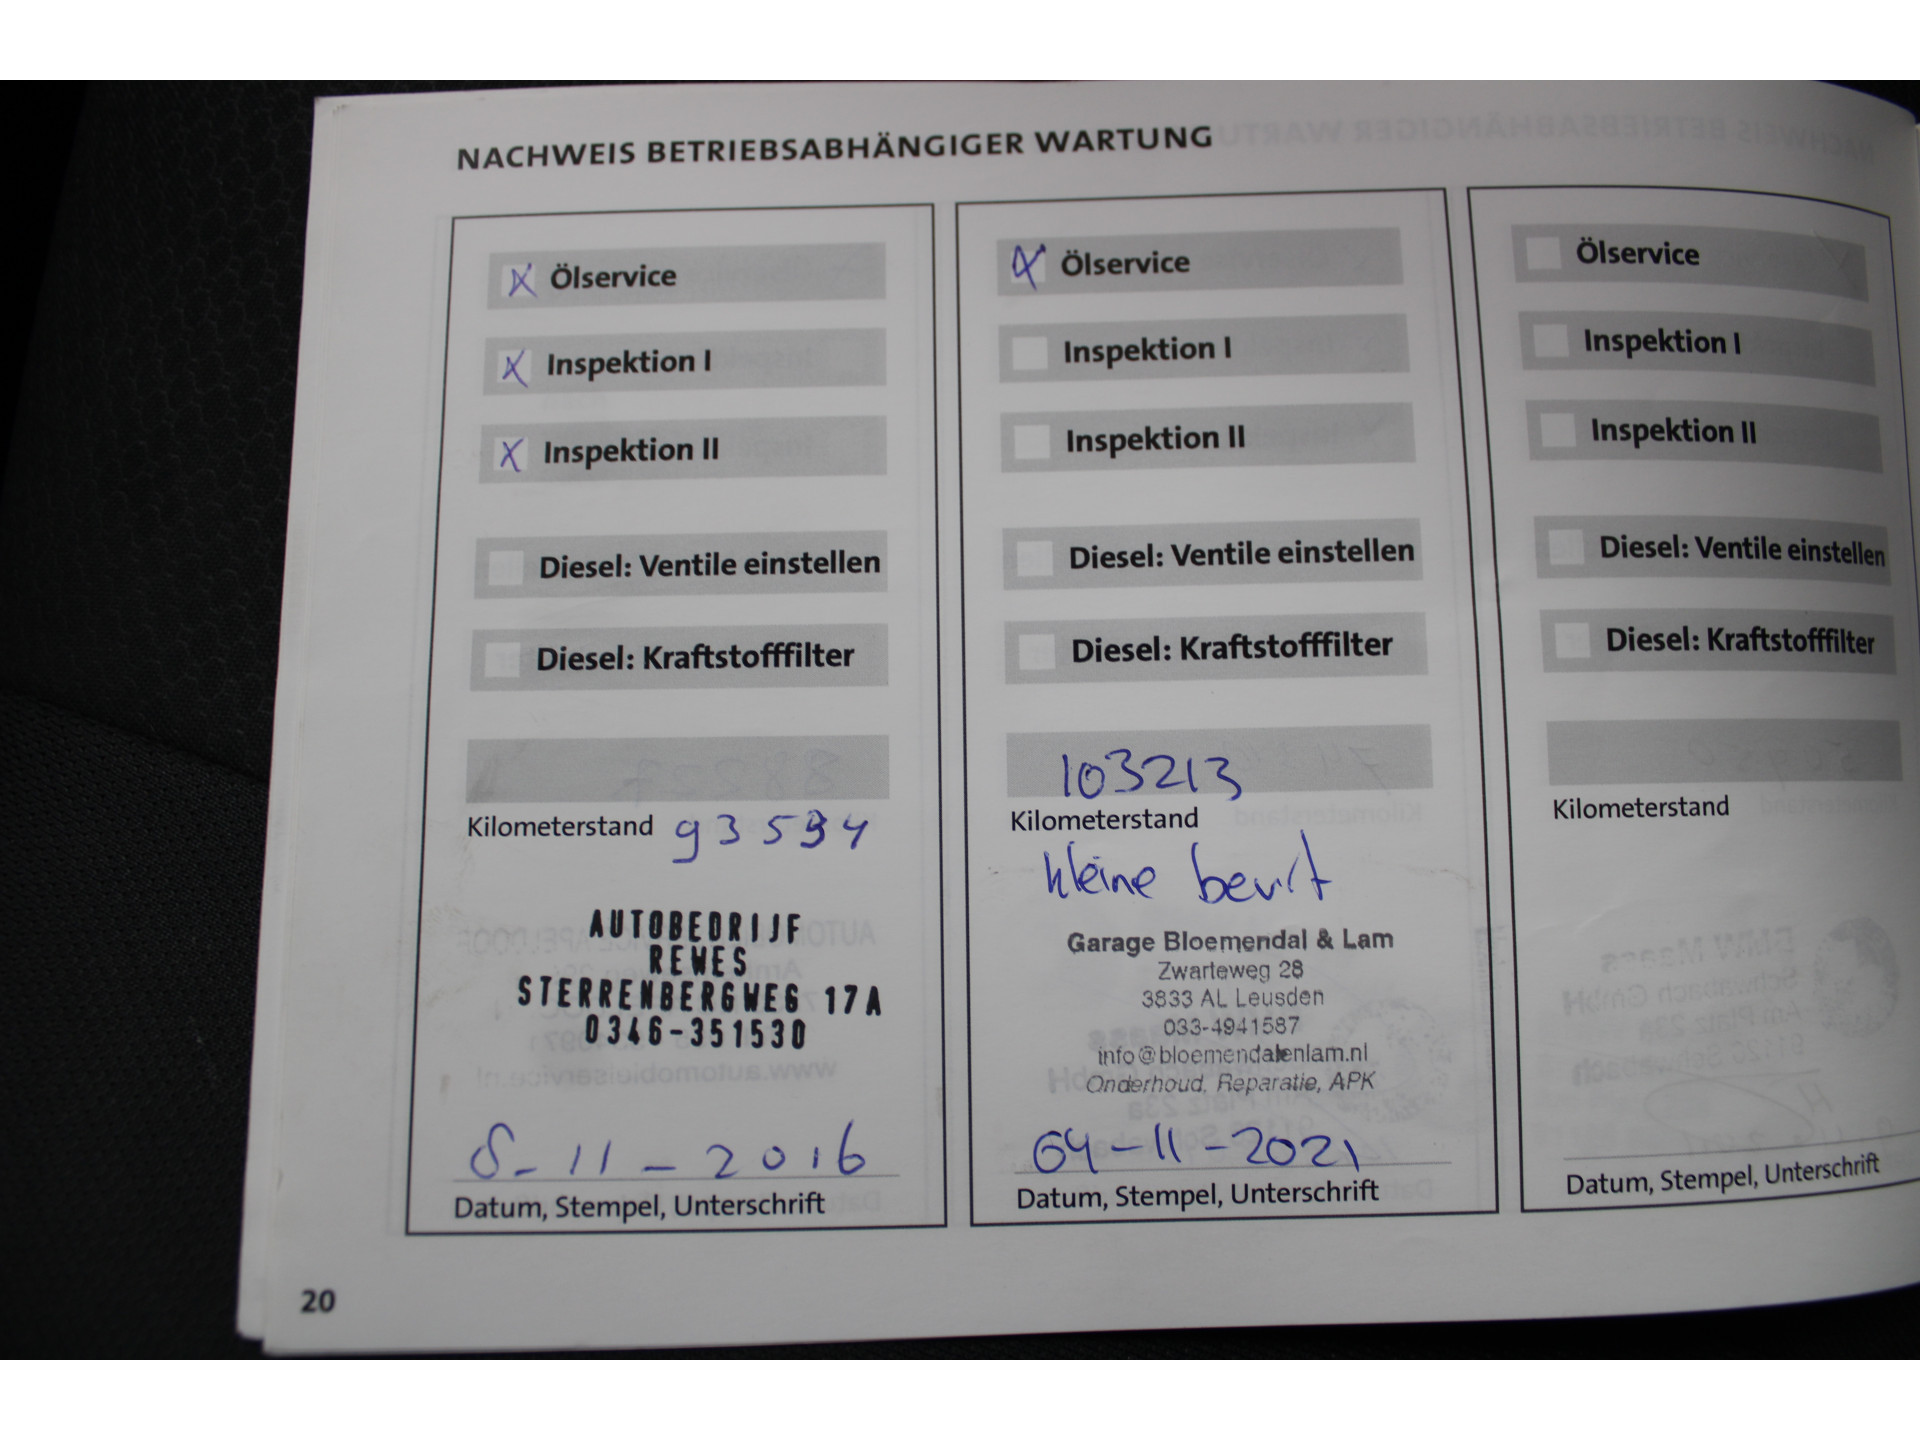 NACHWEIS BETRIEBSABHÄNGIGER WARTUNG
X Ölservice
X Inspektion I
X Inspektion II
Diesel: Ventile einstellen
Diesel: Kraftstofffilter
Kilometerstand 93594
AUTOBEDRIJF
REWES
STERRENBERGWEG 17A
0346-351530
8-11-2016
Datum, Stempel, Unterschrift
X Ölservice
Inspektion I
Inspektion II
Diesel: Ventile einstellen
Diesel: Kraftstofffilter
103213
Kilometerstand
kleine beurt
Garage Bloemendal & Lam
Zwarteweg 28
3833 AL Leusden
033-4941587
info@bloemendalenlam.nl
Onderhoud, Reparatie, APK
04-11-2021
Datum, Stempel, Unterschrift
Ölservice
Inspektion I
Inspektion II
Diesel: Ventile einstellen
Diesel: Kraftstofffilter
Kilometerstand
Datum, Stempel, Unterschrift
20